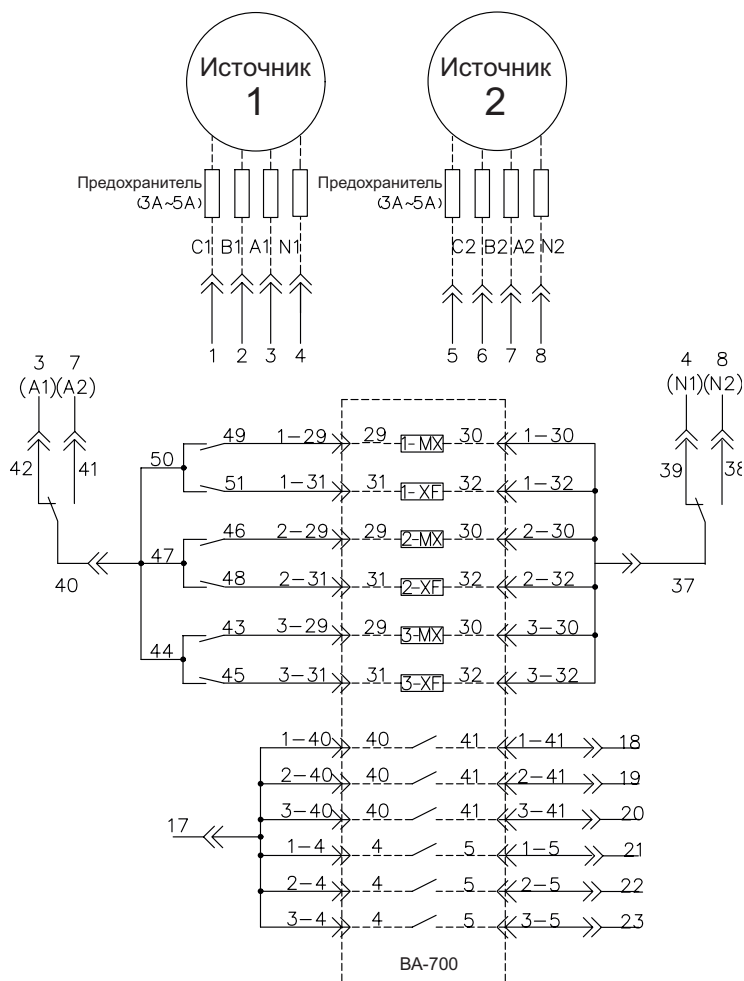 Источник 1
Источник 2
Предохранитель (3А~5А)
Предохранитель (3А~5А)
C1 B1 A1 N1
C2 B2 A2 N2
1 2 3 4
5 6 7 8
3 7
(A1)(A2)
4 8
(N1)(N2)
42 41
39 38
50 49 1-29 29 1-MX 30 1-30
51 1-31 31 1-XF 32 1-32
47 46 2-29 29 2-MX 30 2-30
40
48 2-31 31 2-XF 32 2-32
37
44 43 3-29 29 3-MX 30 3-30
45 3-31 31 3-XF 32 3-32
1-40 40 41 1-41 18
2-40 40 41 2-41 19
3-40 40 41 3-41 20
17
1-4 4 5 1-5 21
2-4 4 5 2-5 22
3-4 4 5 3-5 23
ВА-700